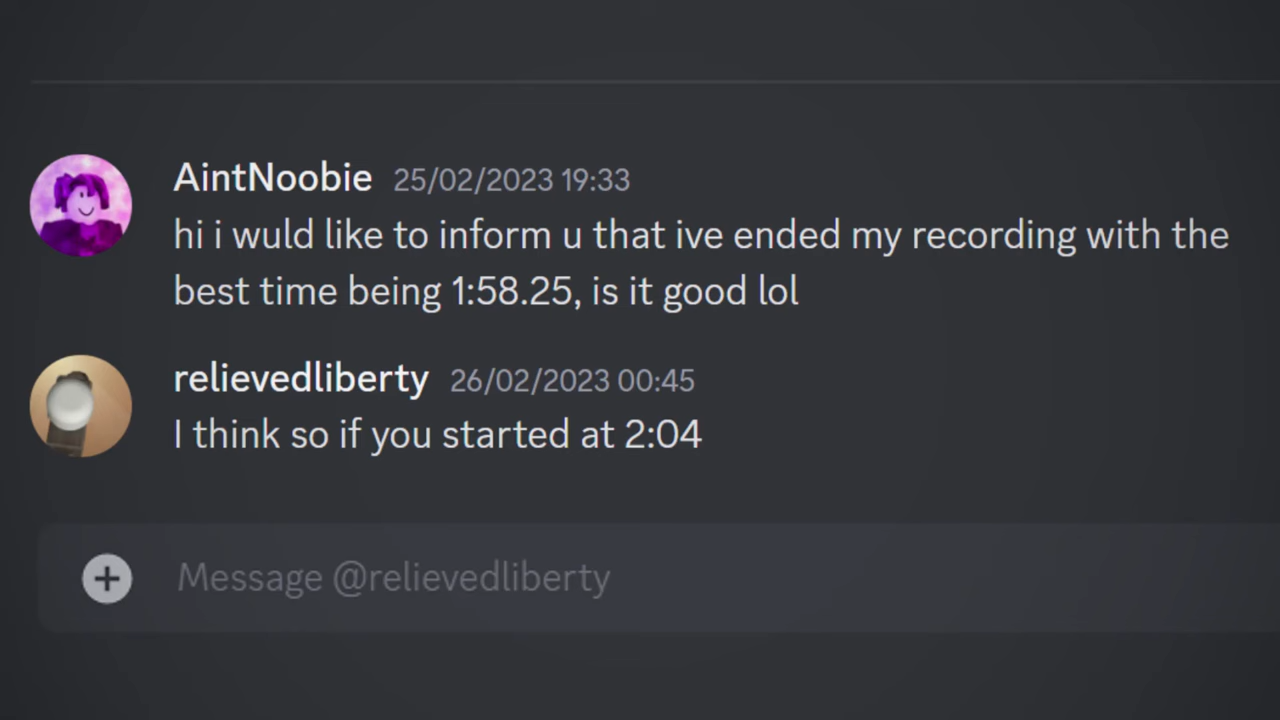 AintNoobie 25/02/2023 19:33
hi i wuld like to inform u that ive ended my recording with the
best time being 1:58.25, is it good lol
relievedliberty 26/02/2023 00:45
I think so if you started at 2:04
Message @relievedliberty